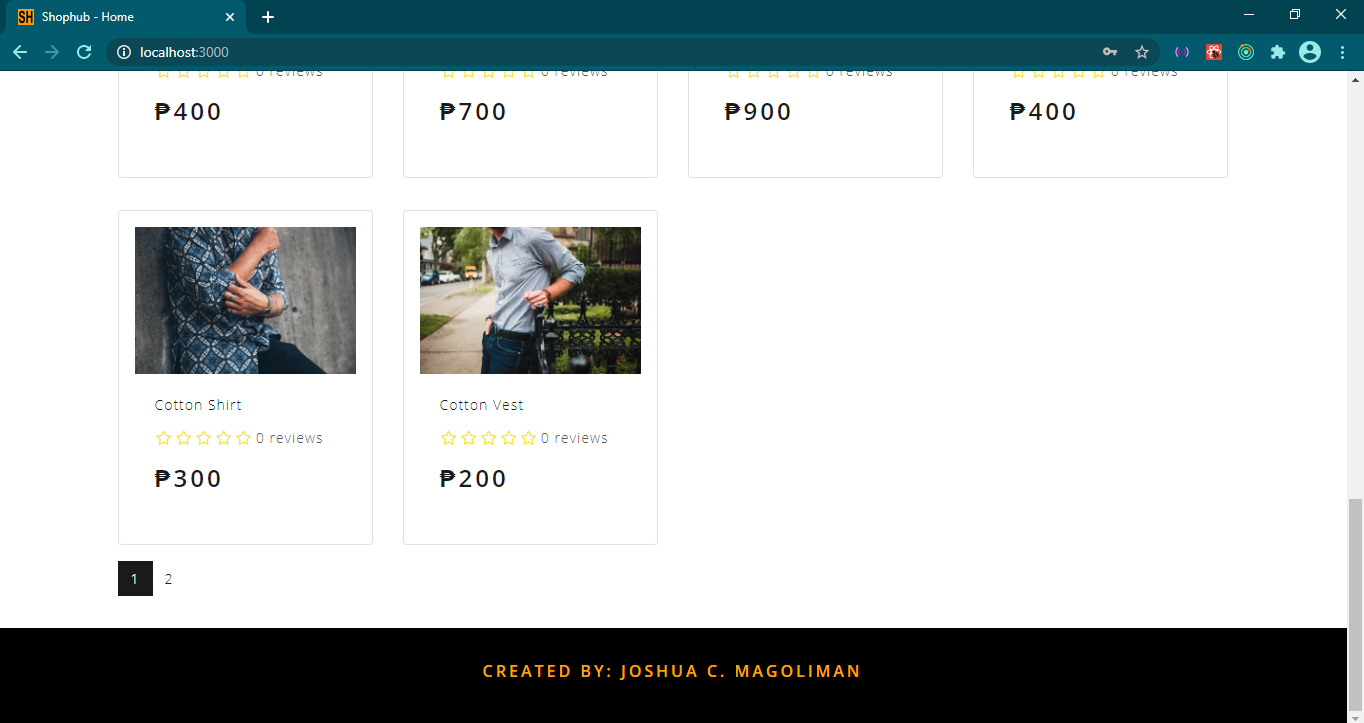 SH Shophub - Home
localhost:3000
0 reviews 0 reviews 0 reviews 0 reviews
₱400 ₱700 ₱900 ₱400
Cotton Shirt Cotton Vest
0 reviews 0 reviews
₱300 ₱200
1 2
CREATED BY: JOSHUA C. MAGOLIMAN